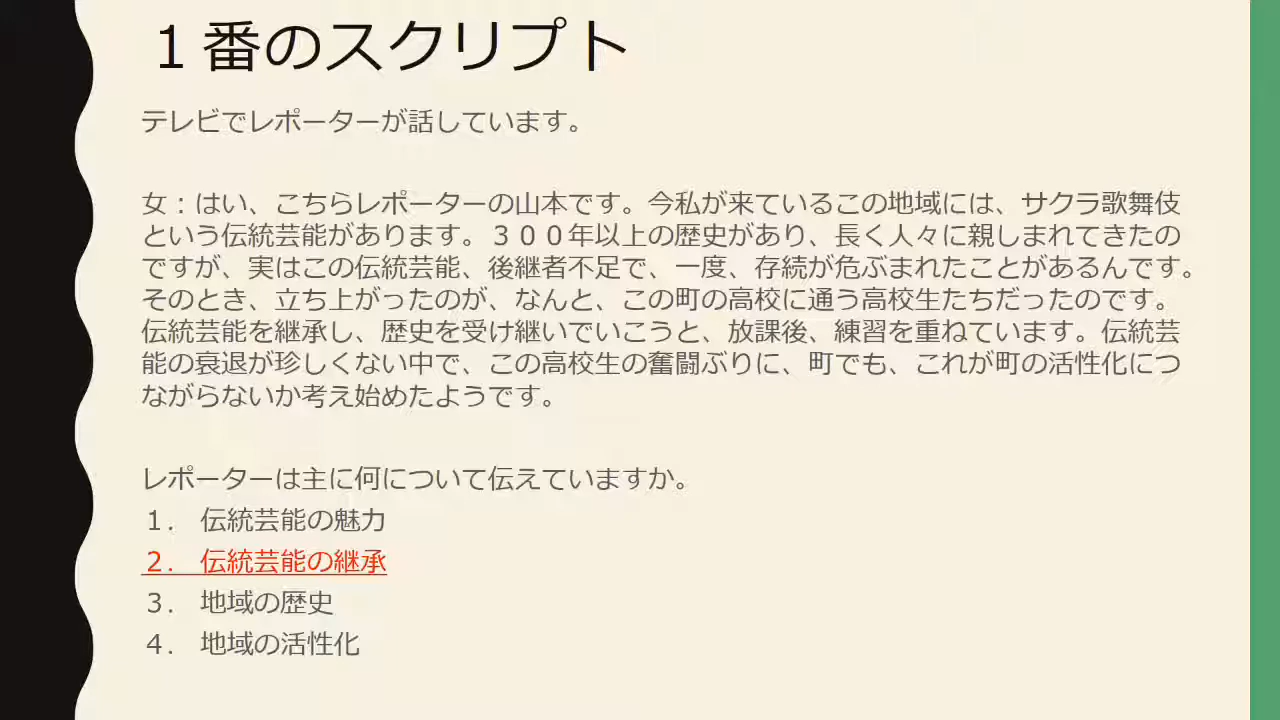 １番のスクリプト
テレビでレポーターが話しています。
女：はい、こちらレポーターの山本です。今私が来ているこの地域には、サクラ歌舞伎
という伝統芸能があります。３００年以上の歴史があり、長く人々に親しまれてきたの
ですが、実はこの伝統芸能、後継者不足で、一度、存続が危ぶまれたことがあるんです。
そのとき、立ち上がったのが、なんと、この町の高校に通う高校生たちだったのです。
伝統芸能を継承し、歴史を受け継いでいこうと、放課後、練習を重ねています。伝統芸
能の衰退が珍しくない中で、この高校生の奮闘ぶりに、町でも、これが町の活性化につ
ながらないか考え始めたようです。
レポーターは主に何について伝えていますか。
１． 伝統芸能の魅力
２． 伝統芸能の継承
３． 地域の歴史
４． 地域の活性化